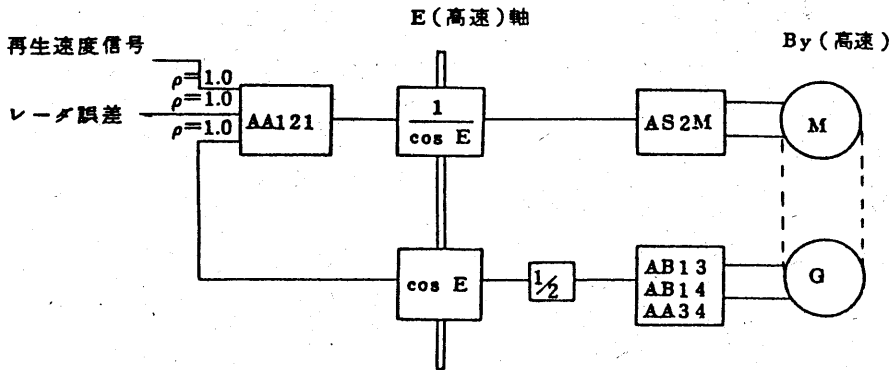 E(高速)軸
再生速度信号
By(高速)
ρ=1.0
ρ=1.0
レーダ誤差
ρ=1.0
AA121
1
cos E
AS2M
M
cos E
1/2
AB13
AB14
AA34
G